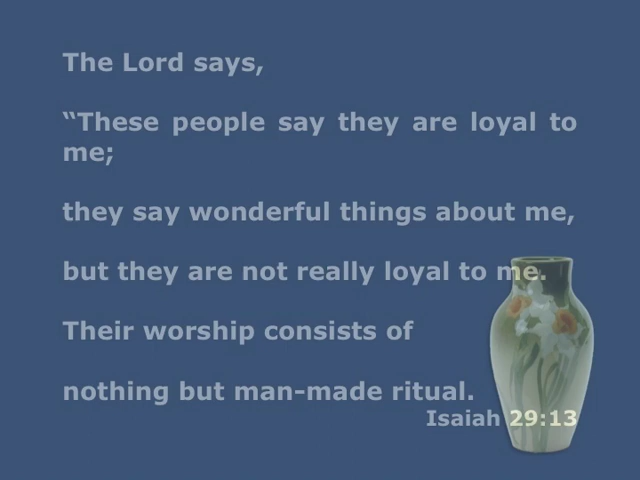 The Lord says,
“These people say they are loyal to
me;
they say wonderful things about me,
but they are not really loyal to me.
Their worship consists of
nothing but man-made ritual.
Isaiah 29:13